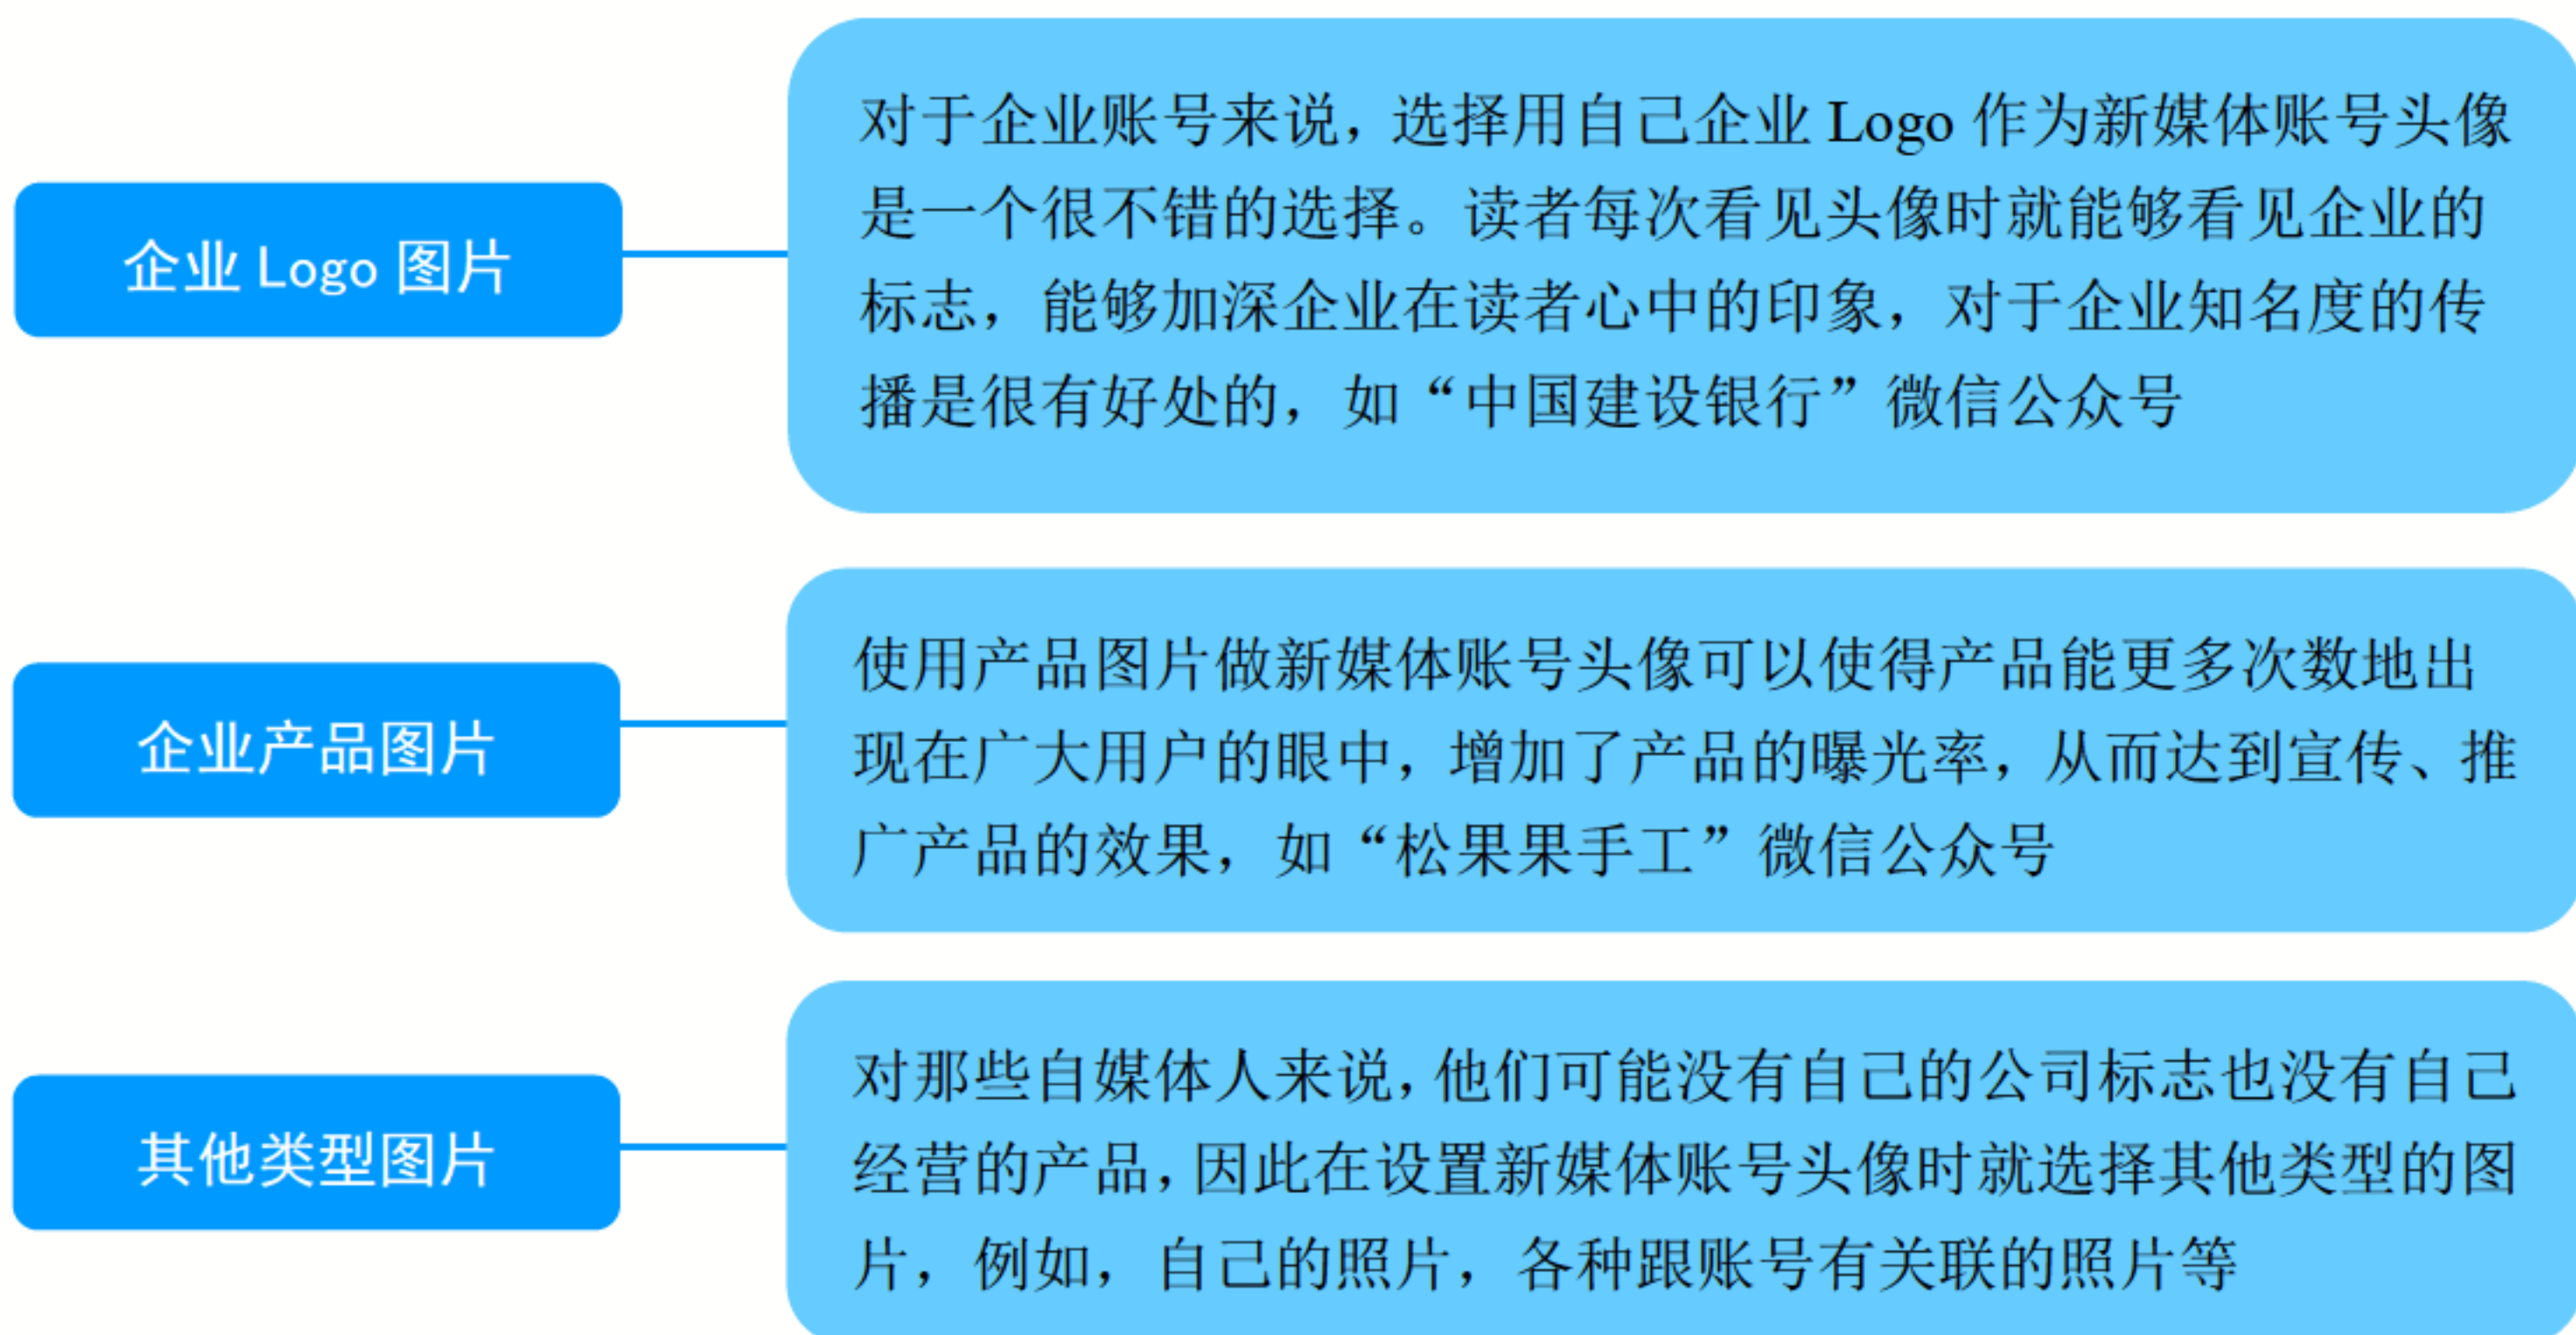 企业 Logo 图片
对于企业账号来说，选择用自己企业 Logo 作为新媒体账号头像
是一个很不错的选择。读者每次看见头像时就能够看见企业的
标志，能够加深企业在读者心中的印象，对于企业知名度的传
播是很有好处的，如“中国建设银行”微信公众号
企业产品图片
使用产品图片做新媒体账号头像可以使得产品能更多次数地出
现在广大用户的眼中，增加了产品的曝光率，从而达到宣传、推
广产品的效果，如“松果果手工”微信公众号
其他类型图片
对那些自媒体人来说，他们可能没有自己的公司标志也没有自己
经营的产品，因此在设置新媒体账号头像时就选择其他类型的图
片，例如，自己的照片，各种跟账号有关联的照片等